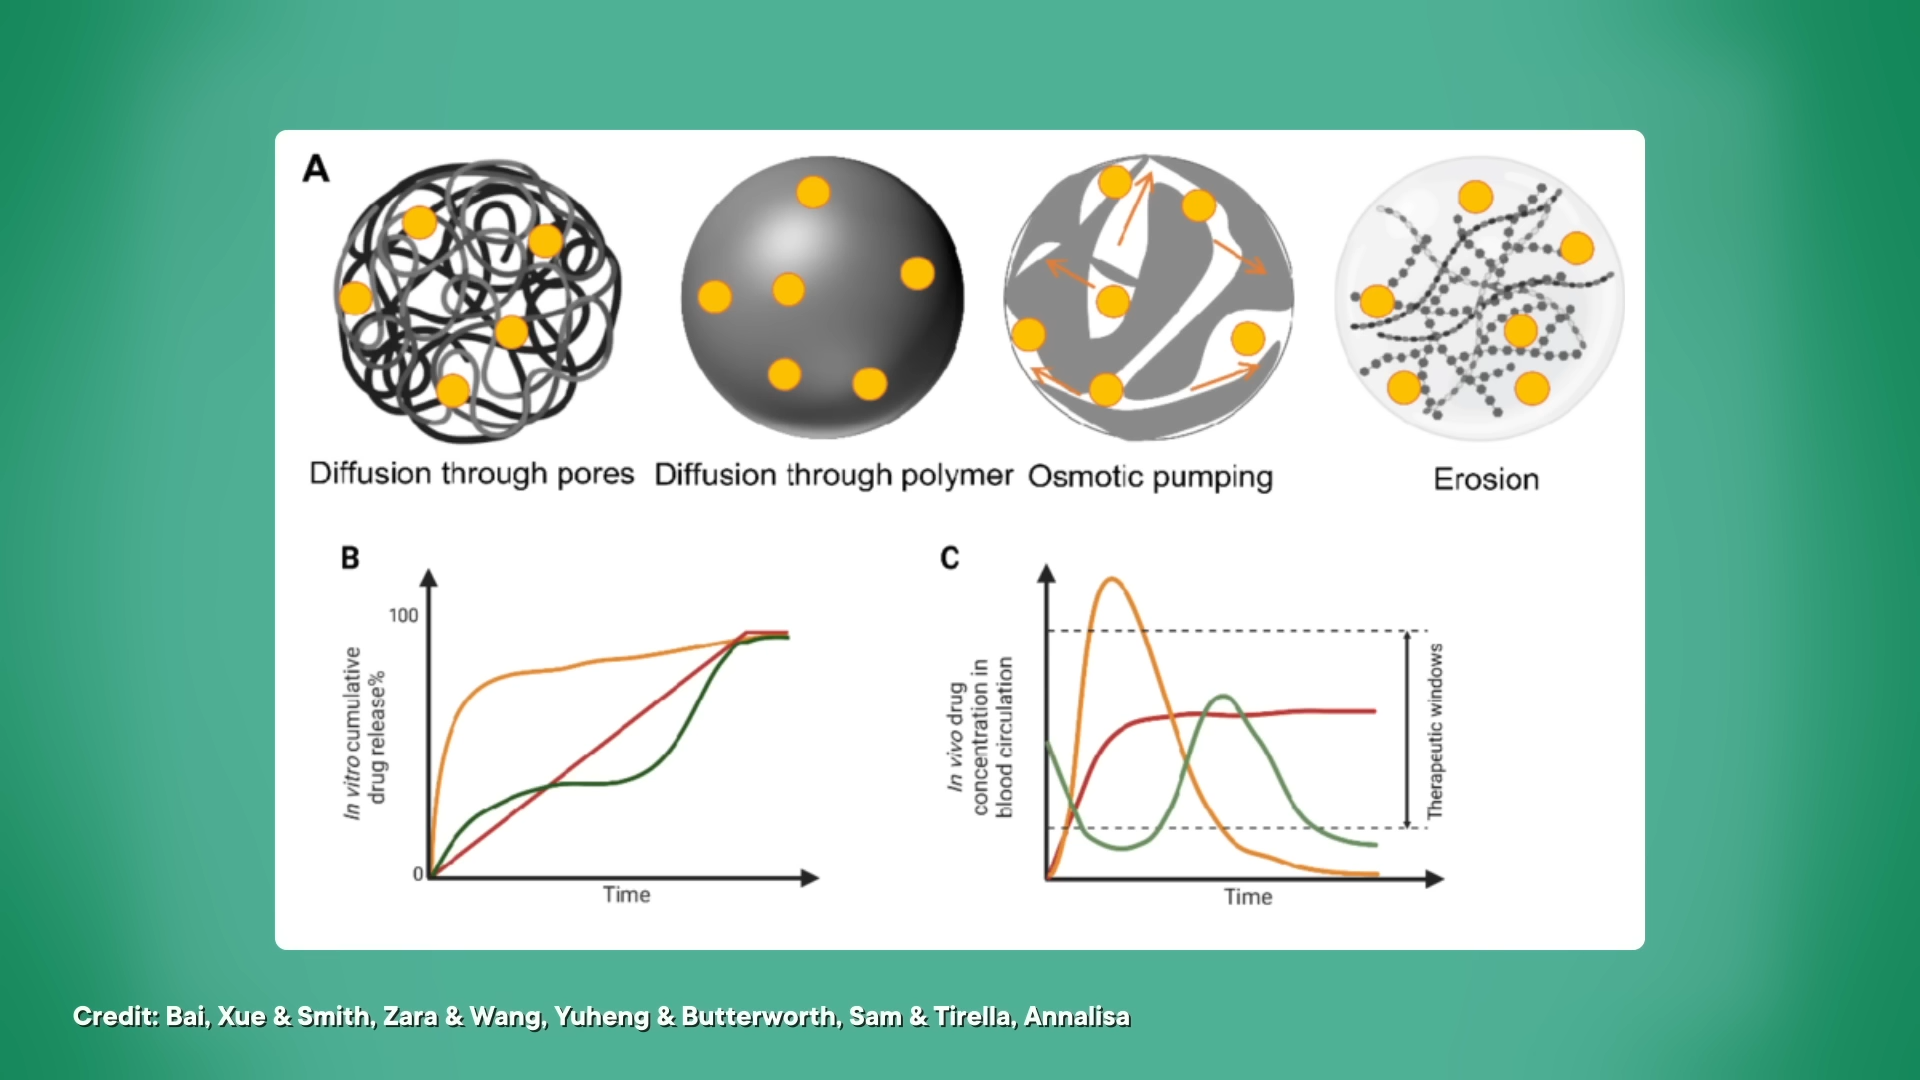 A
Diffusion through pores
Diffusion through polymer
Osmotic pumping
Erosion
B
100
In vitro cumulative
drug release%
0
Time
C
In vivo drug
concentration in
blood circulation
Therapeutic windows
Time
Credit: Bai, Xue & Smith, Zara & Wang, Yuheng & Butterworth, Sam & Tirella, Annalisa